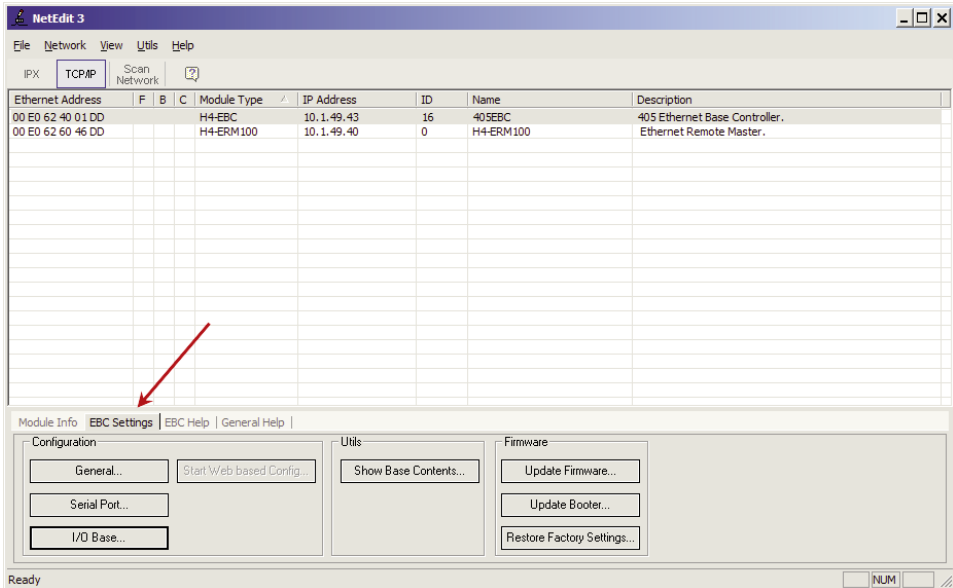 NetEdit 3
File Network View Utils Help
IPX TCP/IP Scan Network
Ethernet Address F B C Module Type IP Address ID Name Description
00 E0 62 40 01 DD H4-EBC 10.1.49.43 16 405EBC 405 Ethernet Base Controller.
00 E0 62 60 46 DD H4-ERM100 10.1.49.40 0 H4-ERM100 Ethernet Remote Master.
Module Info EBC Settings EBC Help General Help
Configuration Utils Firmware
General... Start Web based Config... Show Base Contents... Update Firmware...
Serial Port... Update Booter...
I/O Base... Restore Factory Settings...
Ready NUM